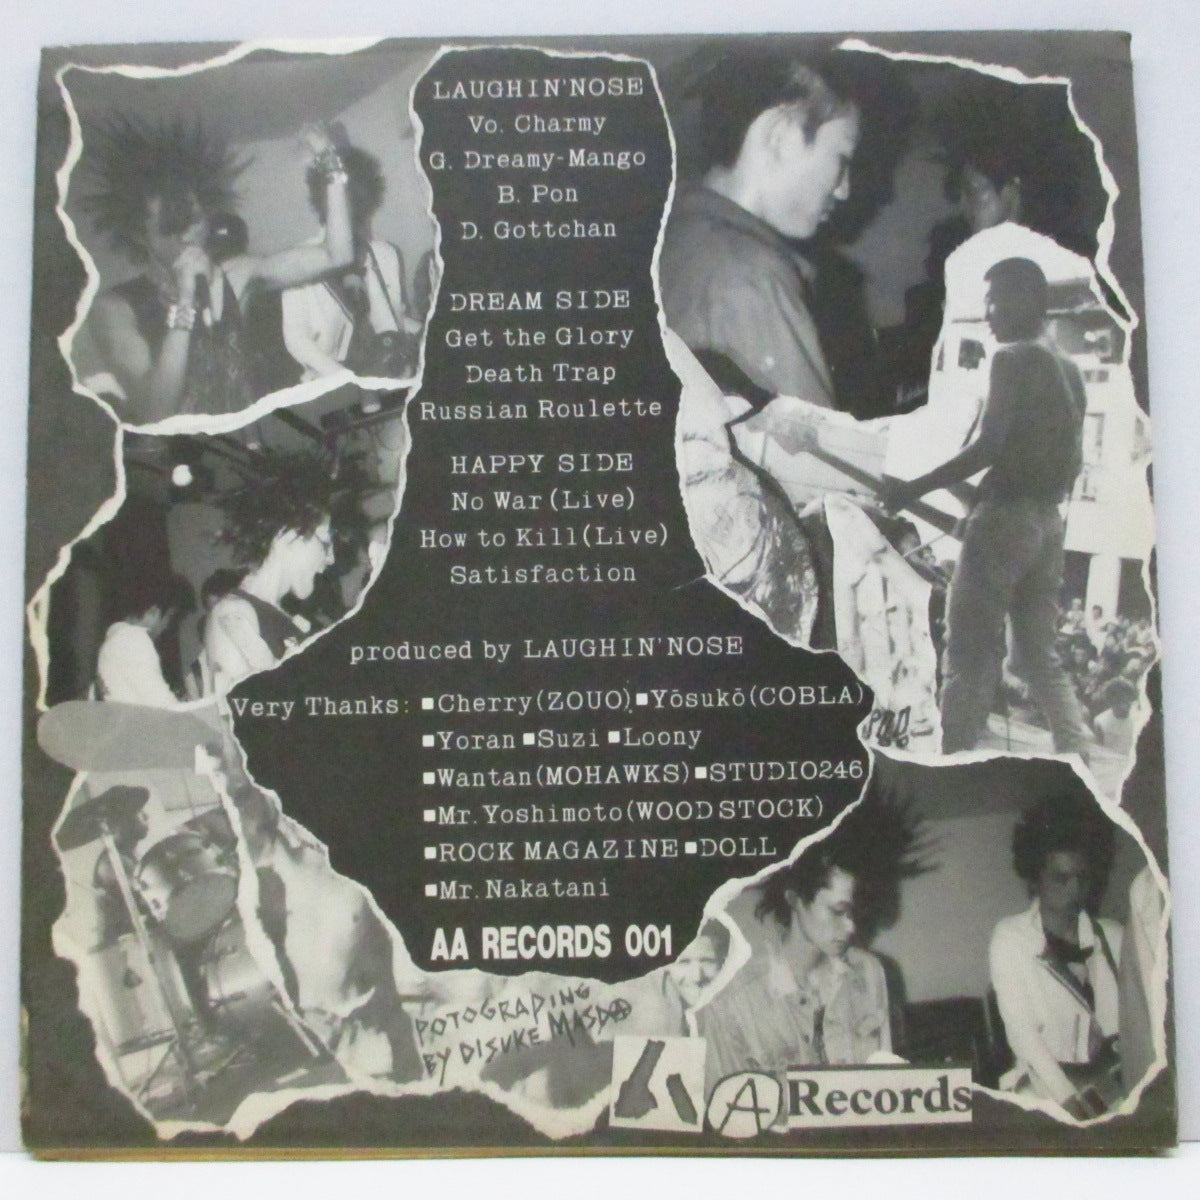 LAUGHIN'NOSE
Vo. Charmy
G. Dreamy-Mango
B. Pon
D. Gottchan
DREAM SIDE
Get the Glory
Death Trap
Russian Roulette
HAPPY SIDE
No War (Live)
How to Kill (Live)
Satisfaction
produced by LAUGHIN'NOSE
Very Thanks: ■Cherry(ZOUO) ■Yōsukō(COBLA)
■Yoran ■Suzi ■Loony
■Wantan(MOHAWKS) ■STUDIO246
■Mr. Yoshimoto(WOODSTOCK)
■ROCK MAGAZINE ■DOLL
■Mr. Nakatani
AA RECORDS 001
POTOGRAPING
BY DISUKE MASDA
A Records